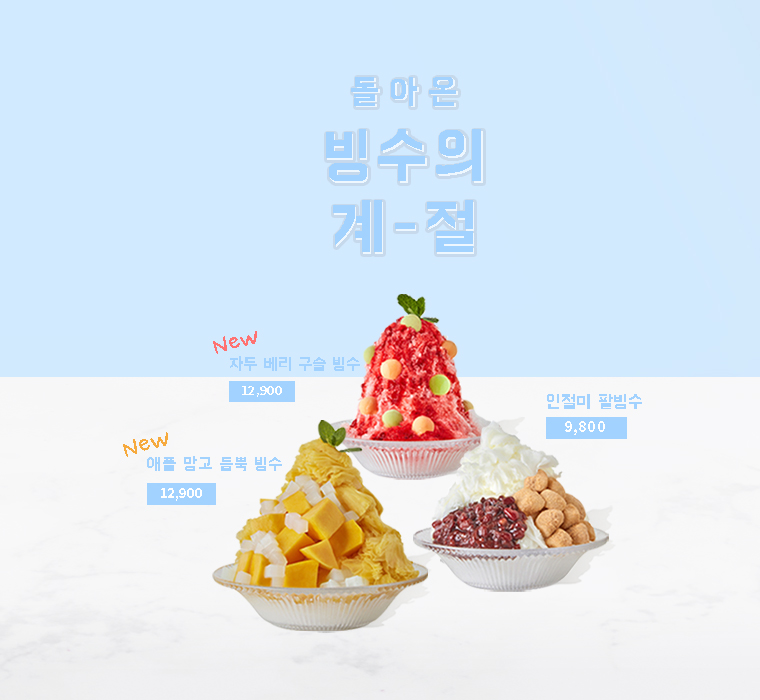 돌아온
빙수의
계-절
New
자두 베리 구슬 빙수
12,900
인절미 팥빙수
9,800
New
애플 망고 듬뿍 빙수
12,900